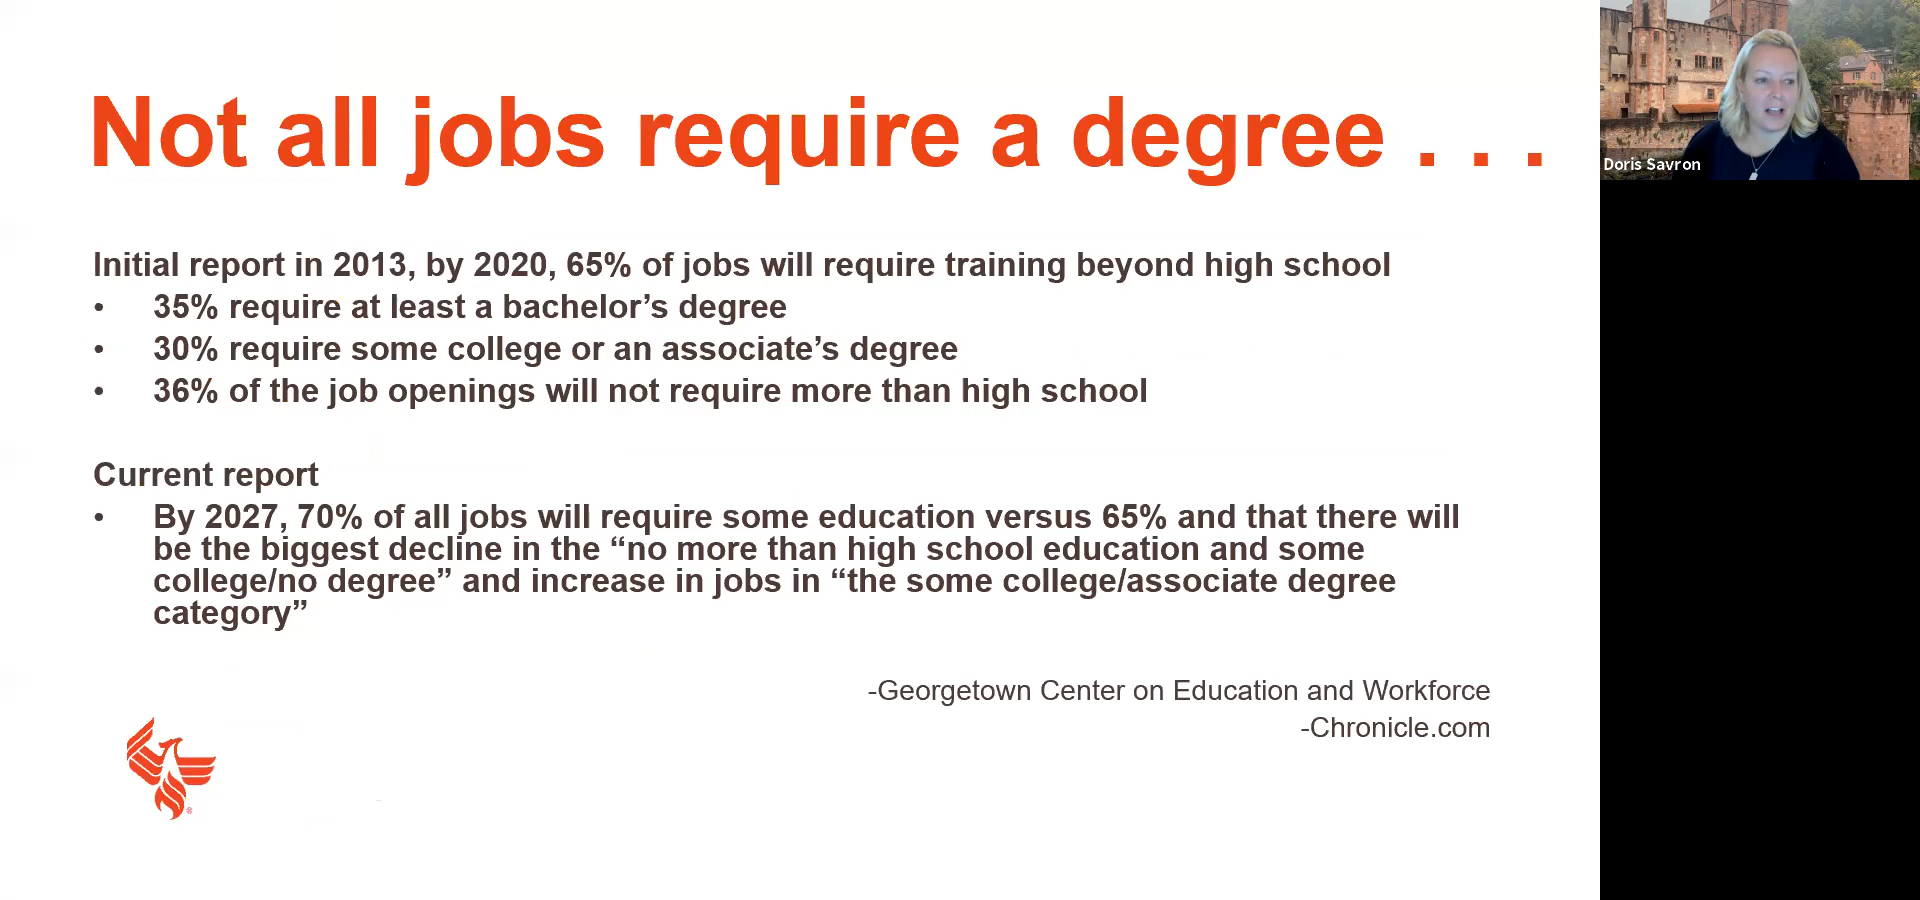 Not all jobs require a degree . . .
Initial report in 2013, by 2020, 65% of jobs will require training beyond high school
• 35% require at least a bachelor’s degree
• 30% require some college or an associate’s degree
• 36% of the job openings will not require more than high school
Current report
• By 2027, 70% of all jobs will require some education versus 65% and that there will
be the biggest decline in the “no more than high school education and some
college/no degree” and increase in jobs in “the some college/associate degree
category”
-Georgetown Center on Education and Workforce
-Chronicle.com
®
Doris Savron